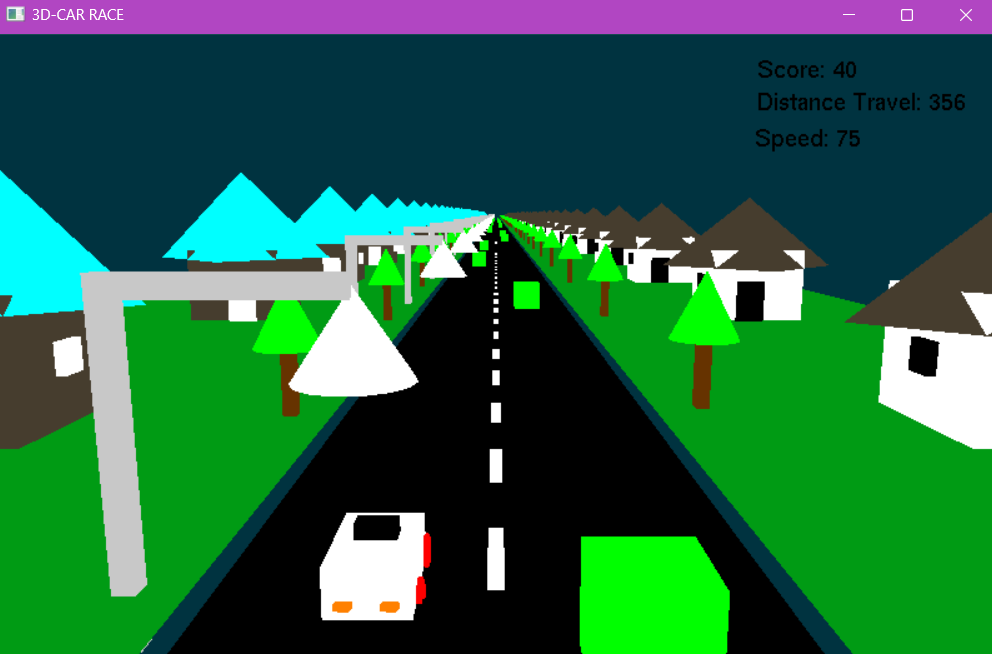 3D-CAR RACE
Score: 40
Distance Travel: 356
Speed: 75